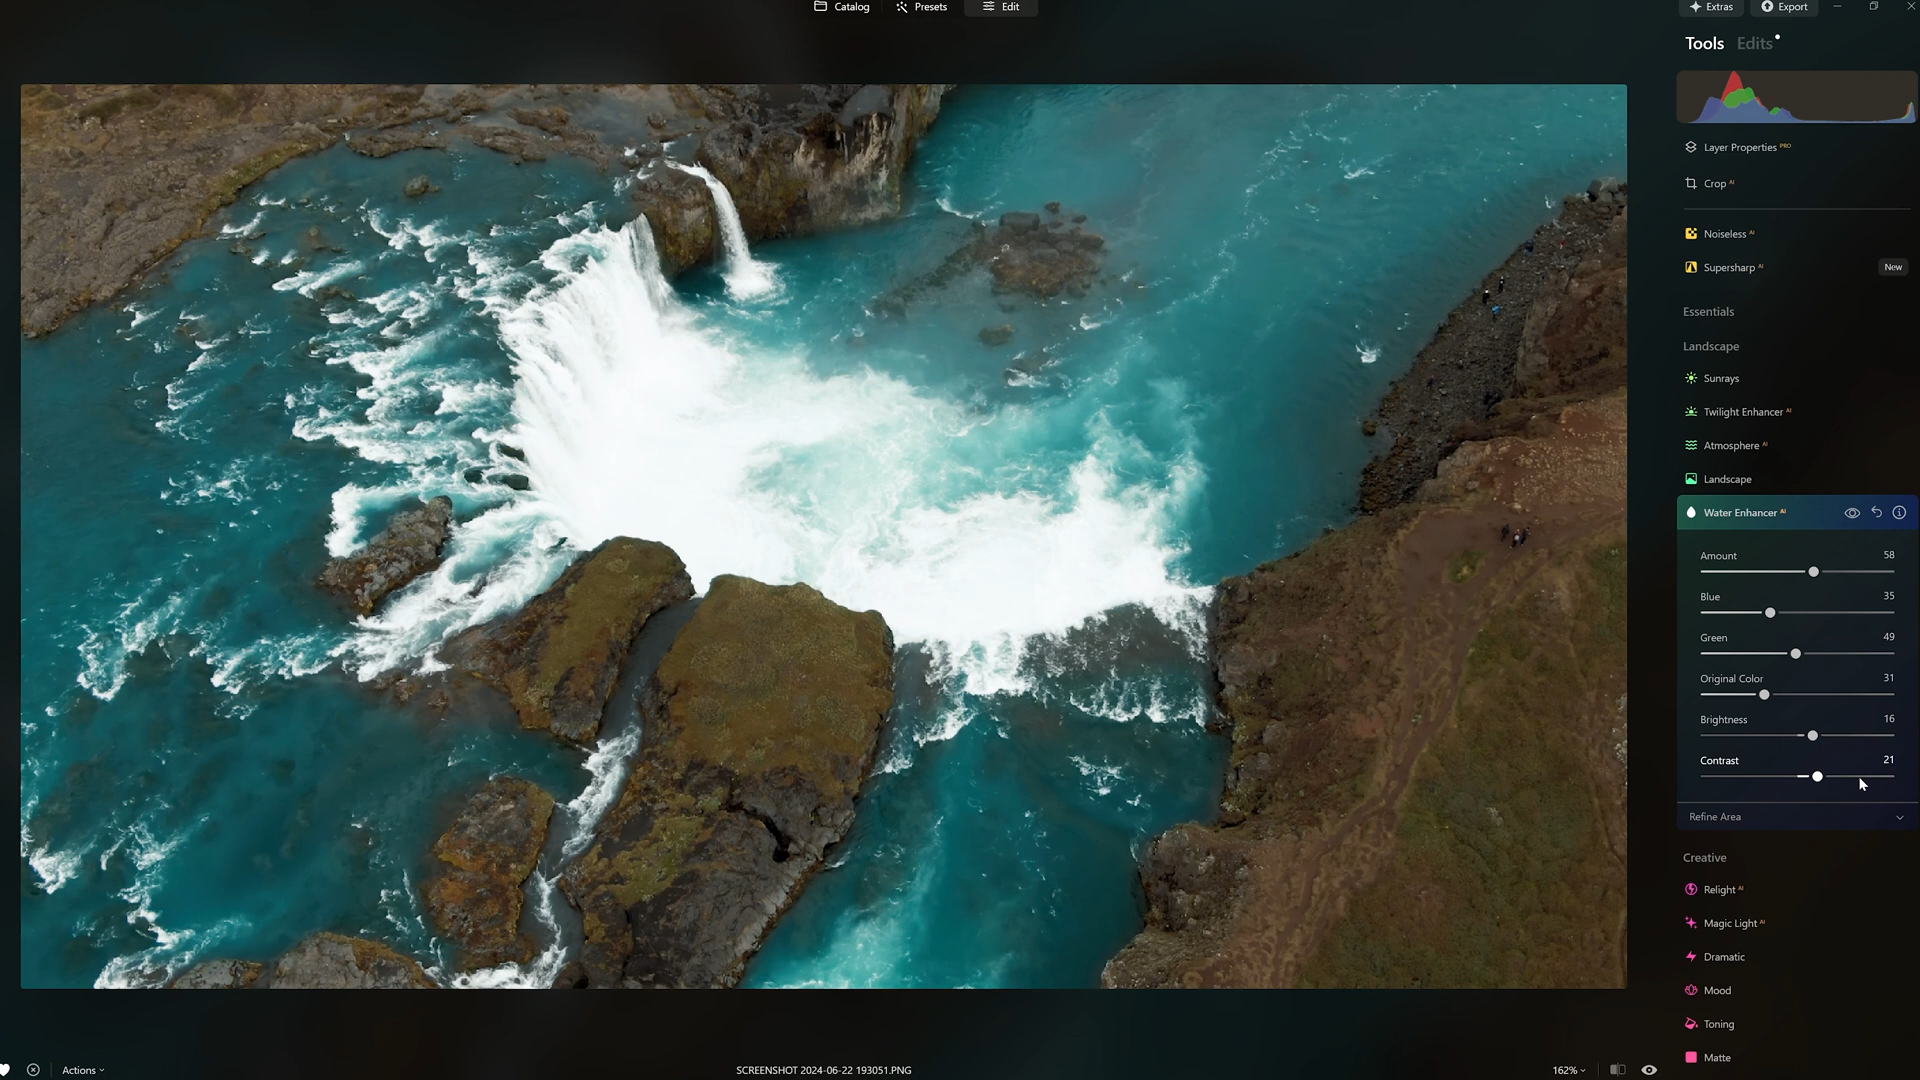 Catalog
Presets
Edit
Extras
Export
Tools Edits
Layer Properties PRO
Crop AI
Noiseless AI
Supersharp AI New
Essentials
Landscape
Sunrays
Twilight Enhancer AI
Atmosphere AI
Landscape
Water Enhancer AI
Amount 58
Blue 35
Green 49
Original Color 31
Brightness 16
Contrast 21
Refine Area
Creative
Relight AI
Magic Light AI
Dramatic
Mood
Toning
Matte
Actions
SCREENSHOT 2024-06-22 193051.PNG
162%